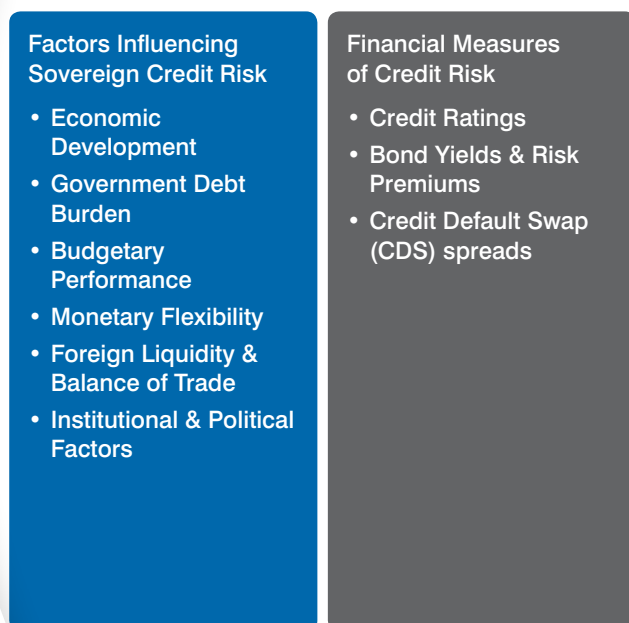 Factors Influencing
Sovereign Credit Risk
• Economic
Development
• Government Debt
Burden
• Budgetary
Performance
• Monetary Flexibility
• Foreign Liquidity &
Balance of Trade
• Institutional & Political
Factors
Financial Measures
of Credit Risk
• Credit Ratings
• Bond Yields & Risk
Premiums
• Credit Default Swap
(CDS) spreads